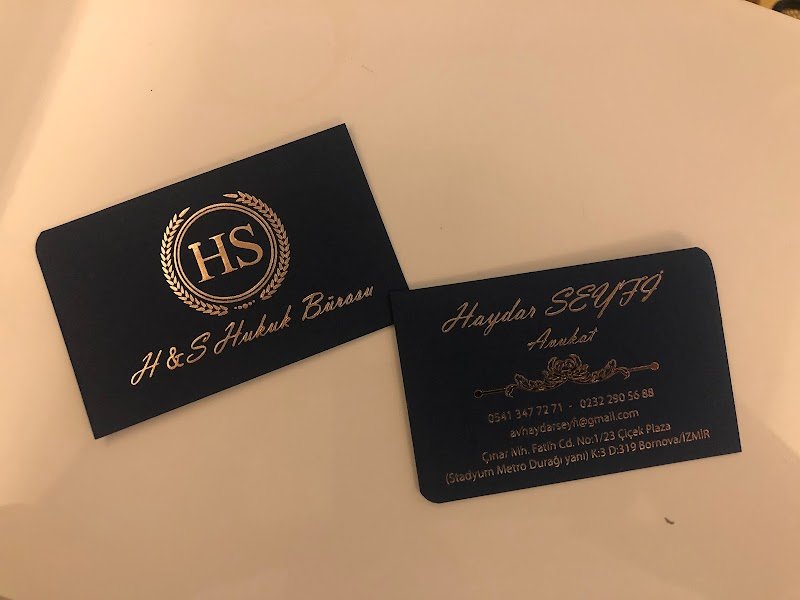 HS
H & S Hukuk Bürosu
Haydar SEYFİ
Avukat
0541 347 72 71 - 0232 290 56 88
avhaydarseyfi@gmail.com
Çınar Mh. Fatih Cd. No:1/23 Çiçek Plaza
(Stadyum Metro Durağı yanı) K:3 D:319 Bornova/İZMİR